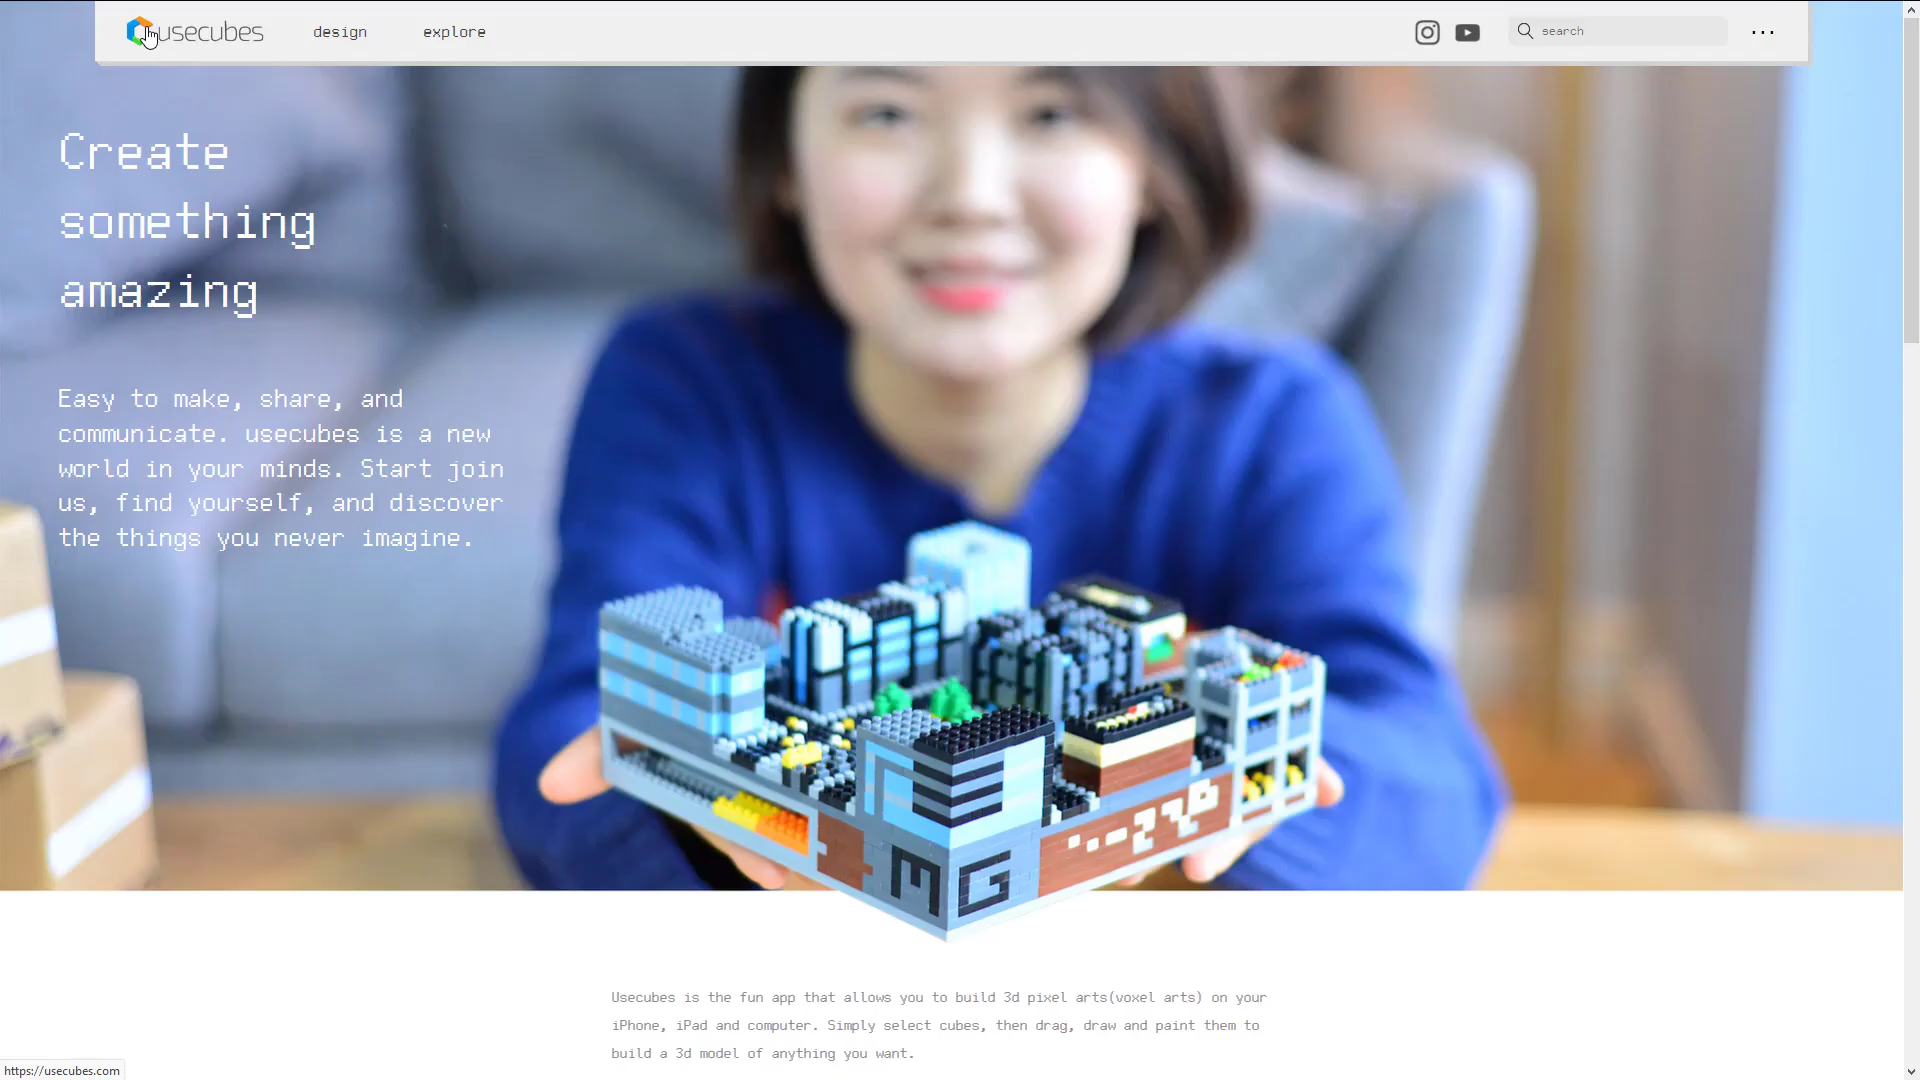 usecubes
design
explore
search
...
Create
something
amazing
Easy to make, share, and
communicate. usecubes is a new
world in your minds. Start join
us, find yourself, and discover
the things you never imagine.
MG
Usecubes is the fun app that allows you to build 3d pixel arts(voxel arts) on your
iPhone, iPad and computer. Simply select cubes, then drag, draw and paint them to
build a 3d model of anything you want.
https://usecubes.com